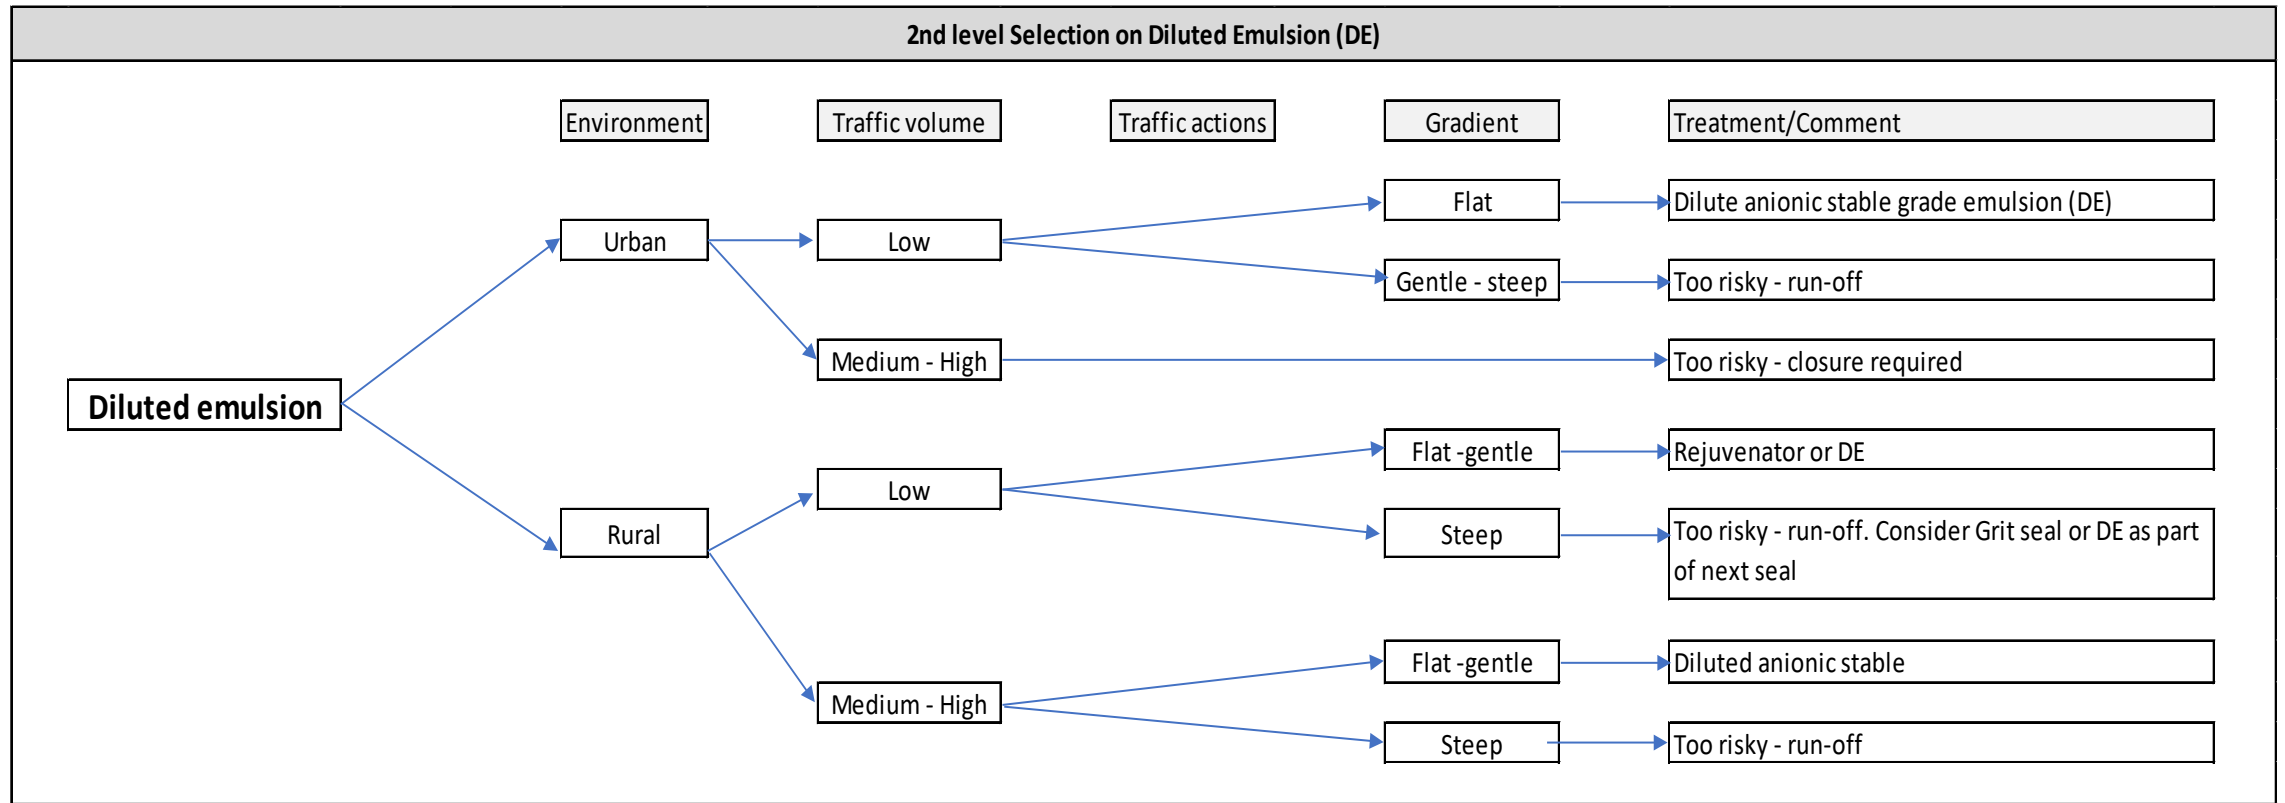 2nd level Selection on Diluted Emulsion (DE)
Environment
Traffic volume
Traffic actions
Gradient
Treatment/Comment
Flat
Dilute anionic stable grade emulsion (DE)
Urban
Low
Gentle - steep
Too risky - run-off
Medium - High
Too risky - closure required
Diluted emulsion
Flat -gentle
Rejuvenator or DE
Low
Rural
Steep
Too risky - run-off. Consider Grit seal or DE as part
of next seal
Flat -gentle
Diluted anionic stable
Medium - High
Steep
Too risky - run-off